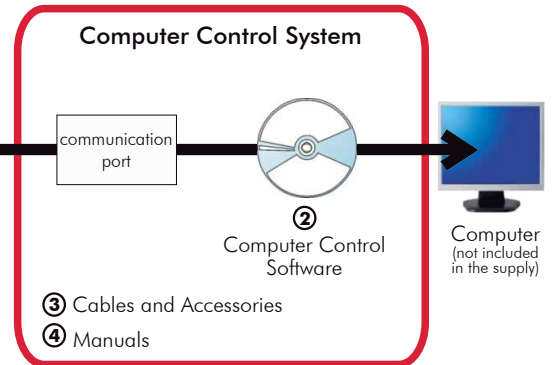 Computer Control System
communication
port
②
Computer Control
Software
Computer
(not included
in the supply)
③ Cables and Accessories
④ Manuals